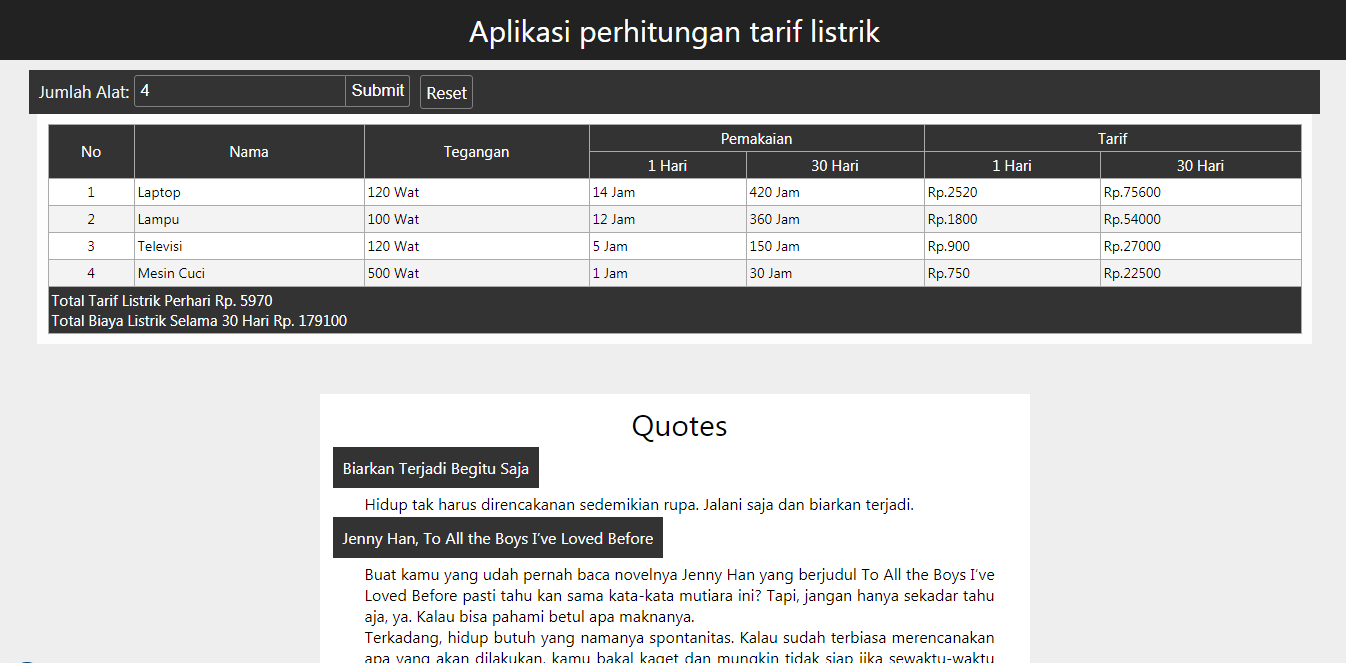 Aplikasi perhitungan tarif listrik
Jumlah Alat: 4 Submit Reset
No Nama Tegangan Pemakaian Tarif
1 Hari 30 Hari 1 Hari 30 Hari
1 Laptop 120 Wat 14 Jam 420 Jam Rp.2520 Rp.75600
2 Lampu 100 Wat 12 Jam 360 Jam Rp.1800 Rp.54000
3 Televisi 120 Wat 5 Jam 150 Jam Rp.900 Rp.27000
4 Mesin Cuci 500 Wat 1 Jam 30 Jam Rp.750 Rp.22500
Total Tarif Listrik Perhari Rp. 5970
Total Biaya Listrik Selama 30 Hari Rp. 179100
Quotes
Biarkan Terjadi Begitu Saja
Hidup tak harus direncakanan sedemikian rupa. Jalani saja dan biarkan terjadi.
Jenny Han, To All the Boys I’ve Loved Before
Buat kamu yang udah pernah baca novelnya Jenny Han yang berjudul To All the Boys I’ve
Loved Before pasti tahu kan sama kata-kata mutiara ini? Tapi, jangan hanya sekadar tahu
aja, ya. Kalau bisa pahami betul apa maknanya.
Terkadang, hidup butuh yang namanya spontanitas. Kalau sudah terbiasa merencanakan
apa yang akan dilakukan, kamu bakal kaget dan mungkin tidak siap jika sewaktu-waktu